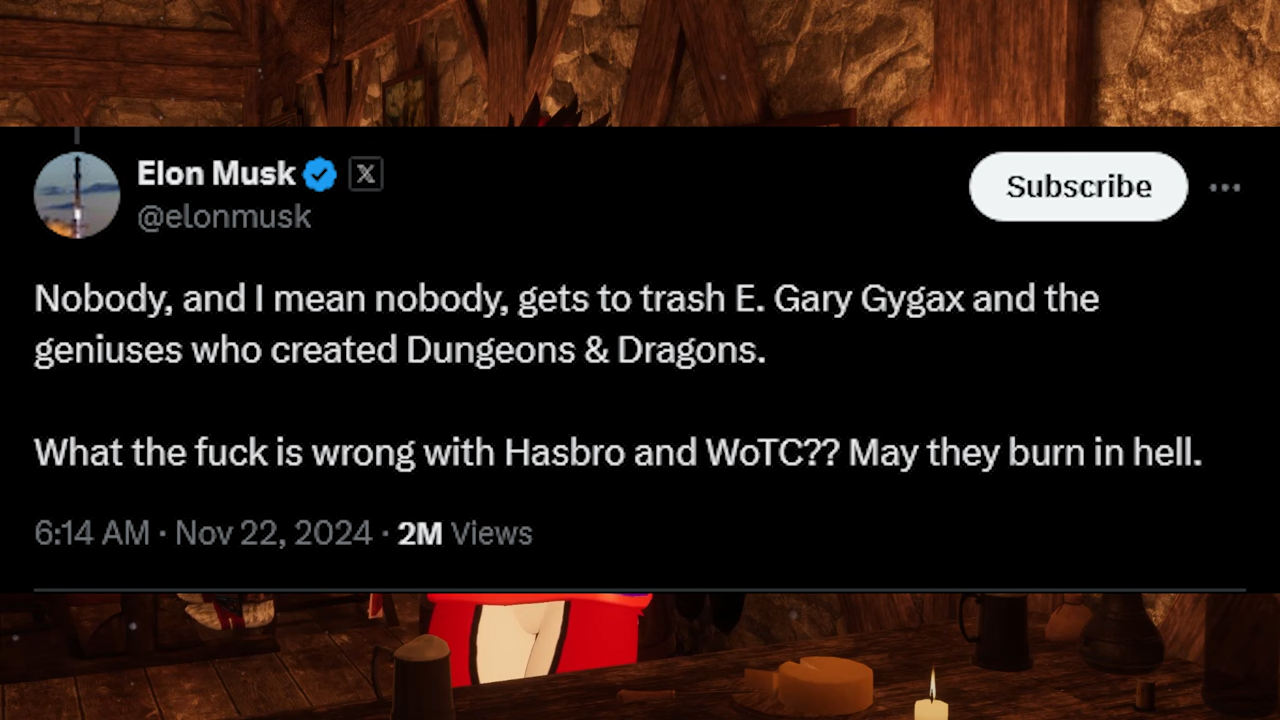 Elon Musk
@elonmusk
Subscribe
Nobody, and I mean nobody, gets to trash E. Gary Gygax and the
geniuses who created Dungeons & Dragons.
What the fuck is wrong with Hasbro and WoTC?? May they burn in hell.
6:14 AM · Nov 22, 2024 · 2M Views